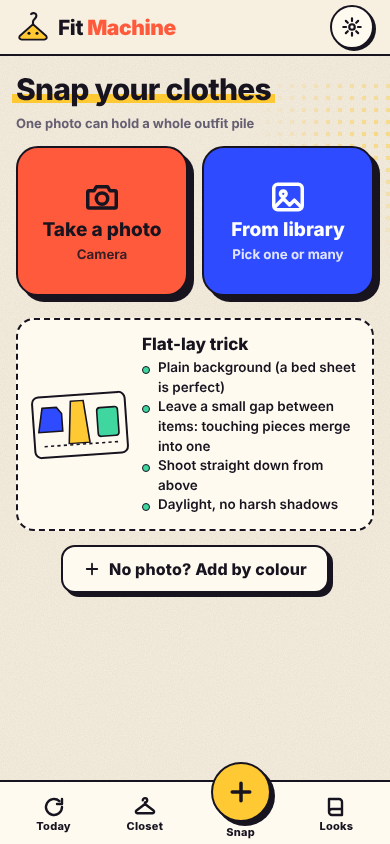 Fit Machine
Snap your clothes
One photo can hold a whole outfit pile
Take a photo
Camera
From library
Pick one or many
Flat-lay trick
Plain background (a bed sheet
is perfect)
Leave a small gap between
items: touching pieces merge
into one
Shoot straight down from
above
Daylight, no harsh shadows
No photo? Add by colour
Today
Closet
Snap
Looks